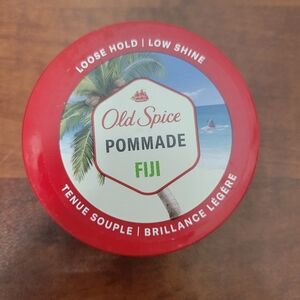 LOOSE HOLD | LOW SHINE
Old Spice
POMMADE
FIJI
TENUE SOUPLE | BRILLANCE LÉGÈRE